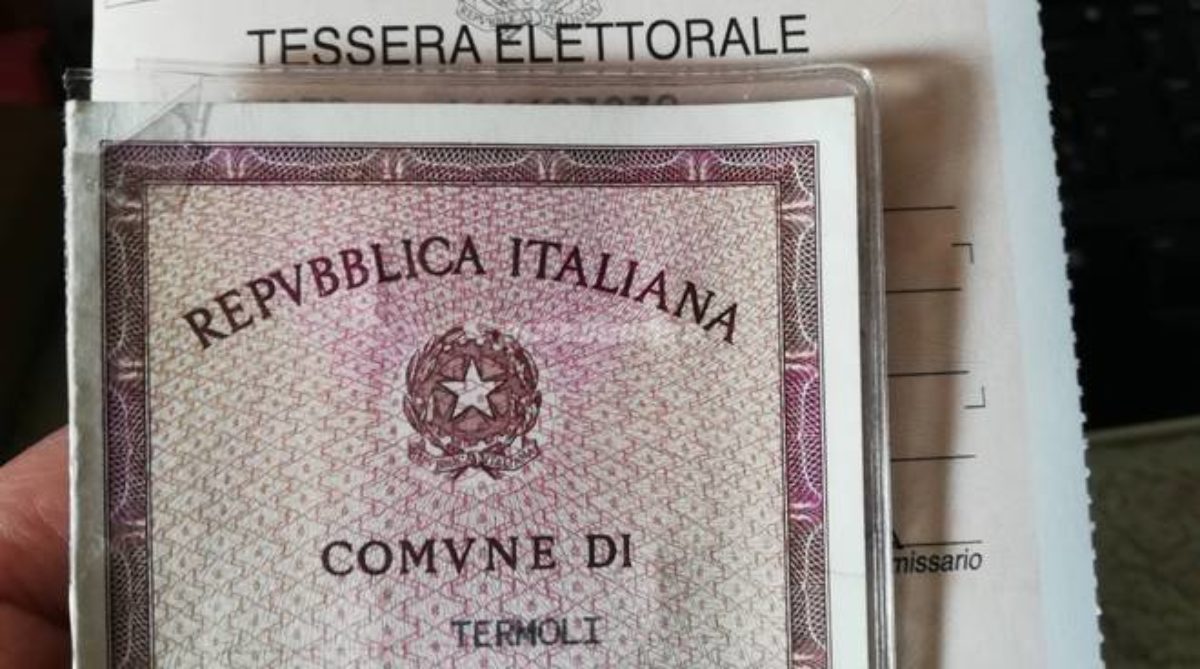 TESSERA ELETTORALE
REPVBBLICA ITALIANA
COMVNE DI
TERMOLI
missario